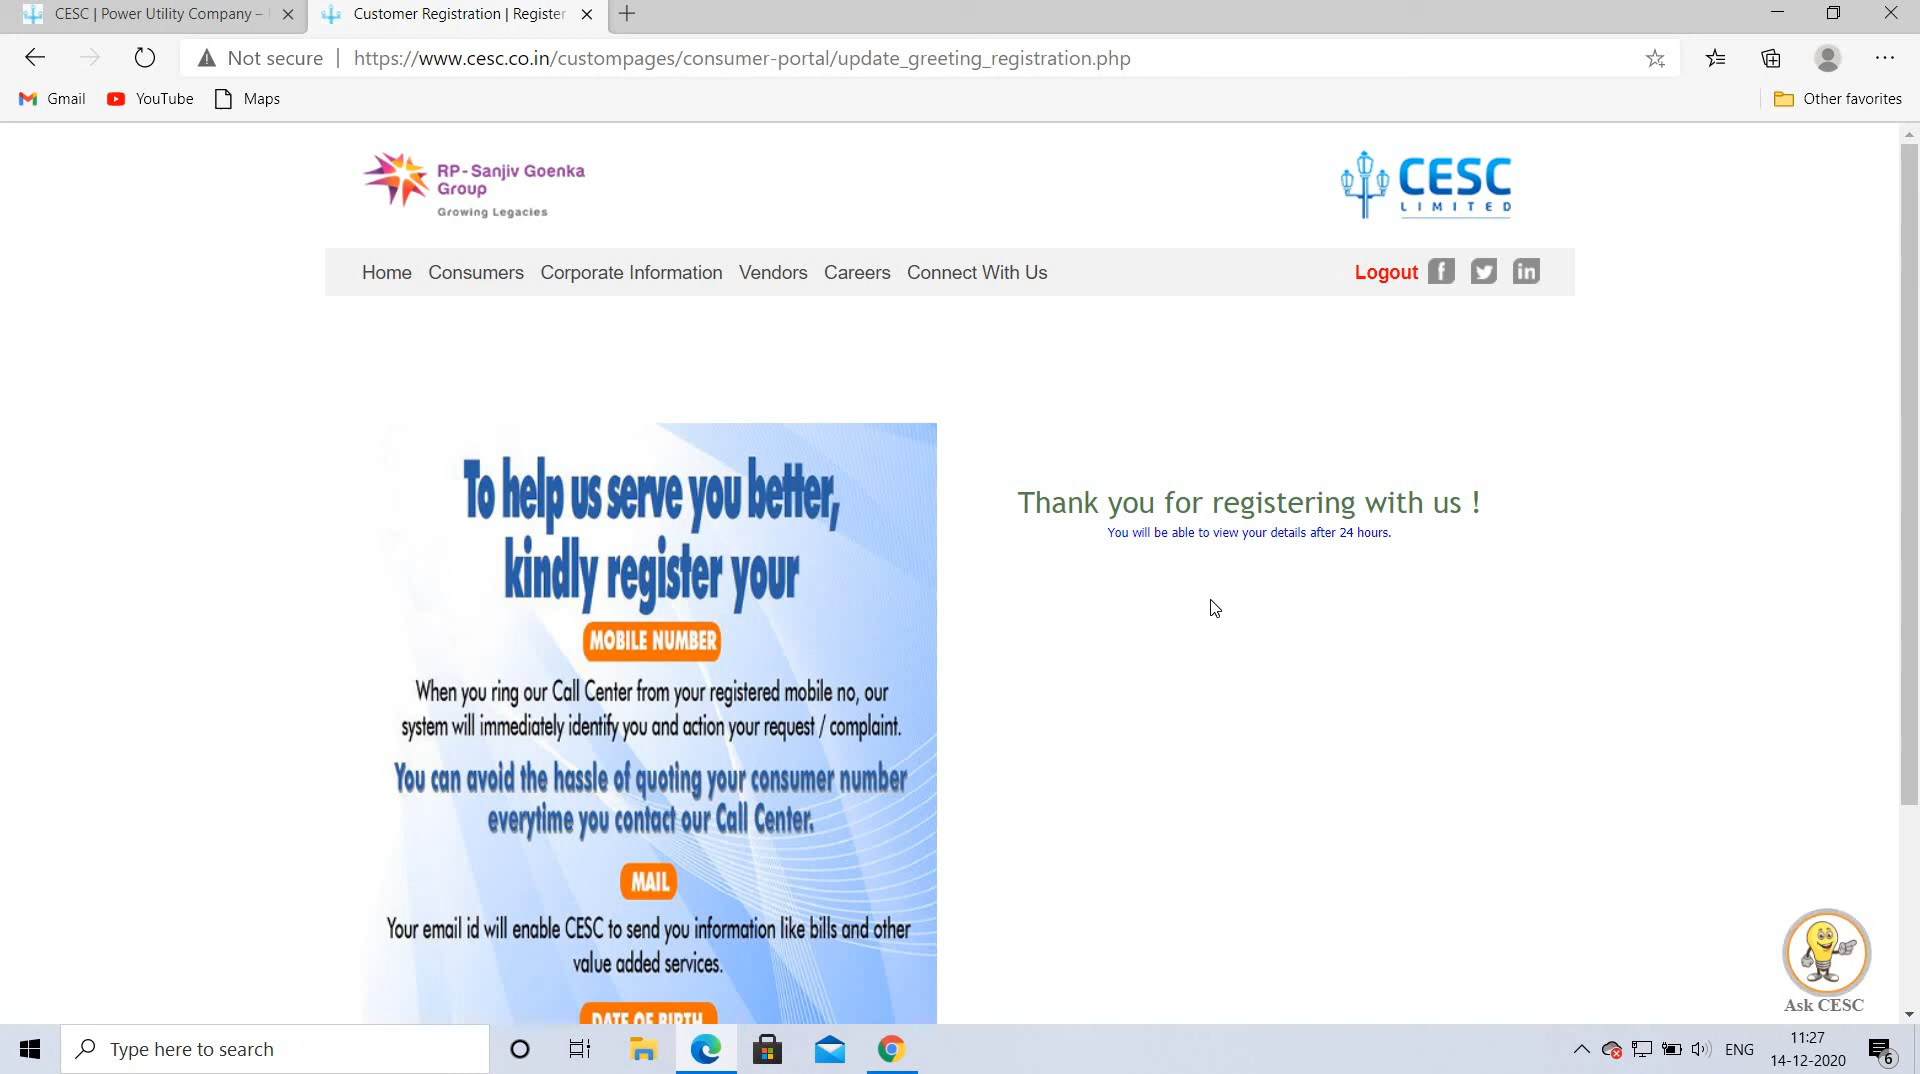 CESC | Power Utility Company –
Customer Registration | Register
Not secure
https://www.cesc.co.in/custompages/consumer-portal/update_greeting_registration.php
Gmail
YouTube
Maps
Other favorites
RP-Sanjiv Goenka
Group
Growing Legacies
CESC
LIMITED
Home
Consumers
Corporate Information
Vendors
Careers
Connect With Us
Logout
To help us serve you better,
kindly register your
MOBILE NUMBER
When you ring our Call Center from your registered mobile no, our
system will immediately identify you and action your request / complaint.
You can avoid the hassle of quoting your consumer number
everytime you contact our Call Center.
MAIL
Your email id will enable CESC to send you information like bills and other
value added services.
DATE OF BIRTH
Thank you for registering with us !
You will be able to view your details after 24 hours.
Ask CESC
Type here to search
ENG
11:27
14-12-2020
6